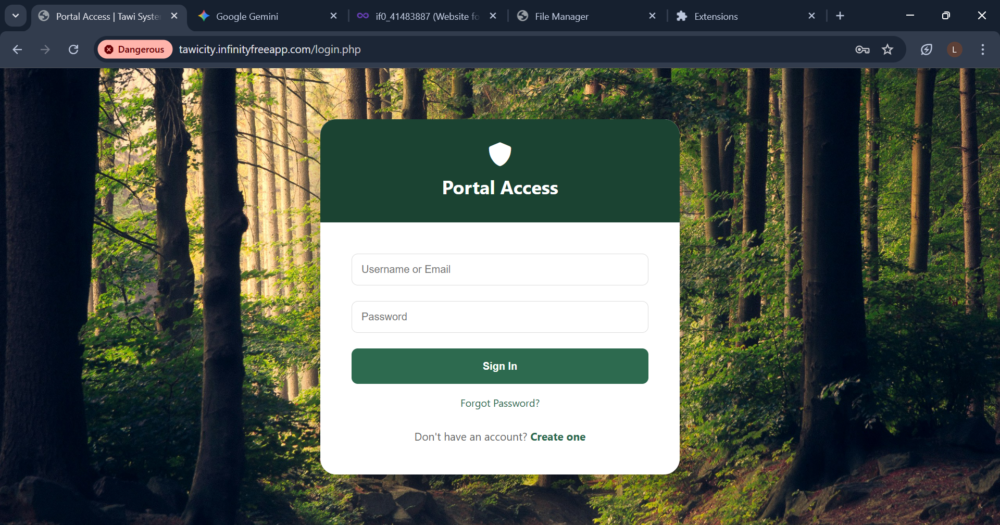 Portal Access | Tawi Syste
Google Gemini
if0_41483887 (Website fo
File Manager
Extensions
Dangerous
tawicity.infinityfreeapp.com/login.php
L
Portal Access
Username or Email
Password
Sign In
Forgot Password?
Don't have an account? Create one